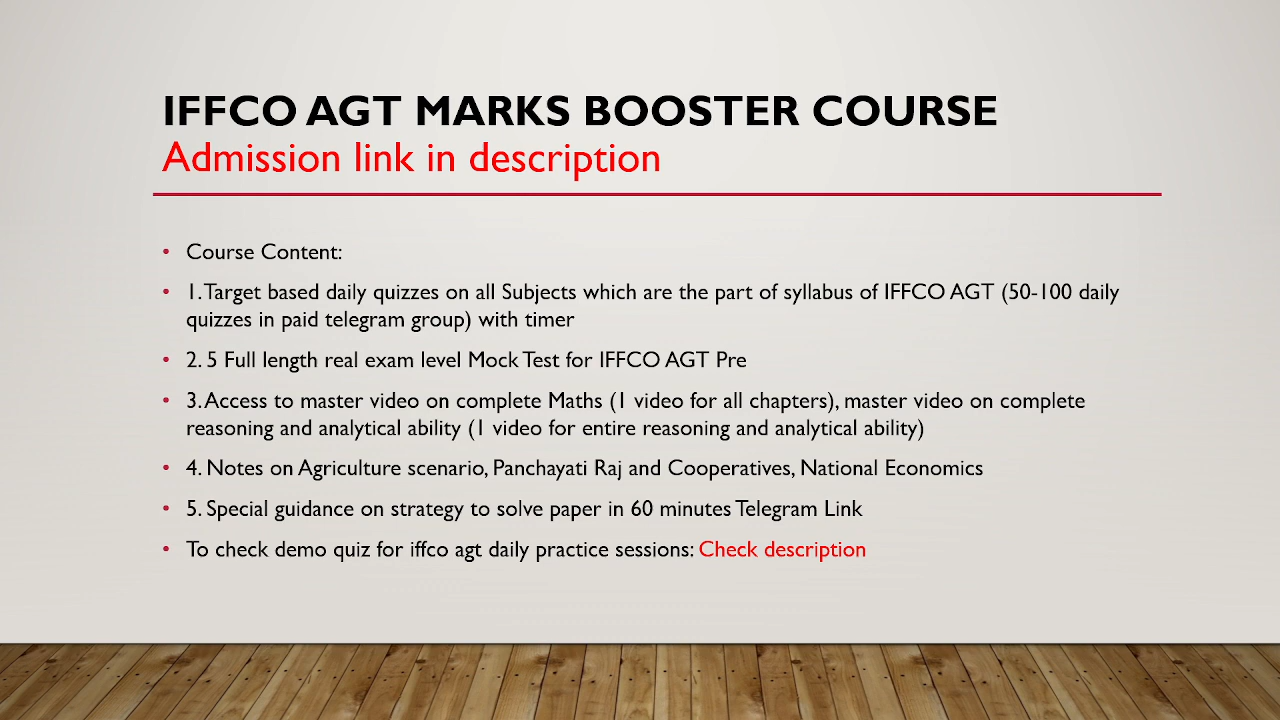 IFFCO AGT MARKS BOOSTER COURSE
Admission link in description
• Course Content:
• 1. Target based daily quizzes on all Subjects which are the part of syllabus of IFFCO AGT (50-100 daily
quizzes in paid telegram group) with timer
• 2. 5 Full length real exam level Mock Test for IFFCO AGT Pre
• 3. Access to master video on complete Maths (1 video for all chapters), master video on complete
reasoning and analytical ability (1 video for entire reasoning and analytical ability)
• 4. Notes on Agriculture scenario, Panchayati Raj and Cooperatives, National Economics
• 5. Special guidance on strategy to solve paper in 60 minutes Telegram Link
• To check demo quiz for iffco agt daily practice sessions: Check description